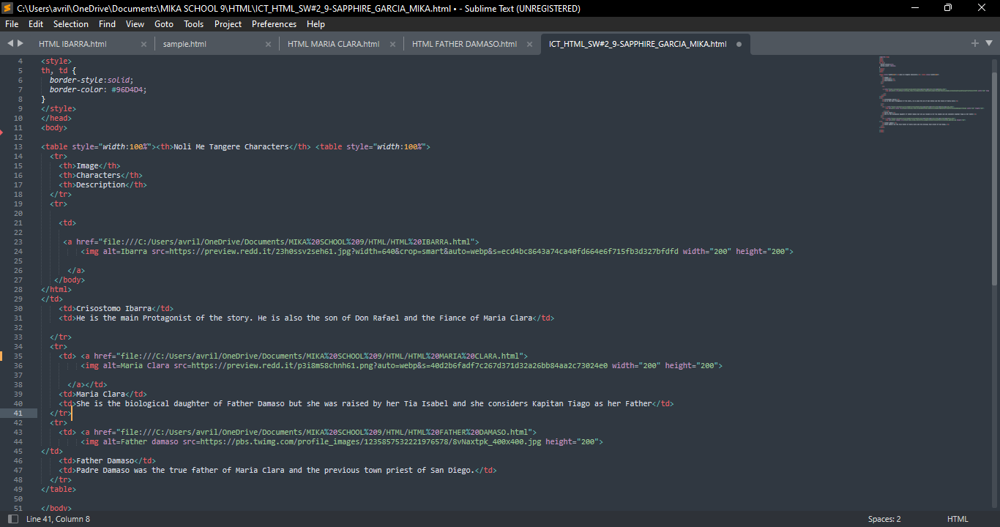 C:\Users\avril\OneDrive\Documents\MIKA SCHOOL 9\HTML\ICT_HTML_SW#2_9-SAPPHIRE_GARCIA_MIKA.html • - Sublime Text (UNREGISTERED)
File Edit Selection Find View Goto Tools Project Preferences Help
HTML IBARRA.html × sample.html × HTML MARIA CLARA.html × HTML FATHER DAMASO.html × ICT_HTML_SW#2_9-SAPPHIRE_GARCIA_MIKA.html
4 <style>
5 th, td {
6 border-style:solid;
7 border-color: #96D4D4;
8 }
9 </style>
10 </head>
11 <body>
12
13 <table style="width:100%"><th>Noli Me Tangere Characters</th> <table style="width:100%">
14 <tr>
15 <th>Image</th>
16 <th>Characters</th>
17 <th>Description</th>
18 </tr>
19 <tr>
20
21 <td>
22
23 <a href="file:///C:/Users/avril/OneDrive/Documents/MIKA%20SCHOOL%209/HTML/HTML%20IBARRA.html">
24 <img alt=Ibarra src=https://preview.redd.it/23h0ssv2seh61.jpg?width=640&crop=smart&auto=webp&s=ecd4bc8643a74ca40fd664e6f715fb3d327bfdfd width="200" height="200">
25
26 </a>
27 </body>
28 </html>
29 </td>
30 <td>Crisostomo Ibarra</td>
31 <td>He is the main Protagonist of the story. He is also the son of Don Rafael and the Fiance of Maria Clara</td>
32
33 </tr>
34 <tr>
35 <td> <a href="file:///C:/Users/avril/OneDrive/Documents/MIKA%20SCHOOL%209/HTML/HTML%20MARIA%20CLARA.html">
36 <img alt=Maria Clara src=https://preview.redd.it/p3i8m58chnh61.png?auto=webp&s=40d2b6fadf7c267d371d32a26bb84aa2c73024e0 width="200" height="200">
37
38 </a></td>
39 <td>Maria Clara</td>
40 <td>She is the biological daughter of Father Damaso but she was raised by her Tia Isabel and she considers Kapitan Tiago as her Father</td>
41 </tr>
42 <tr>
43 <td> <a href="file:///C:/Users/avril/OneDrive/Documents/MIKA%20SCHOOL%209/HTML/HTML%20FATHER%20DAMASO.html">
44 <img alt=Father damaso src=https://pbs.twimg.com/profile_images/1235857532221976578/8vNaxtpk_400x400.jpg height="200">
45 </td>
46 <td>Father Damaso</td>
47 <td>Padre Damaso was the true father of Maria Clara and the previous town priest of San Diego.</td>
48 </tr>
49 </table>
50
51 </body>
Line 41, Column 8 Spaces: 2 HTML